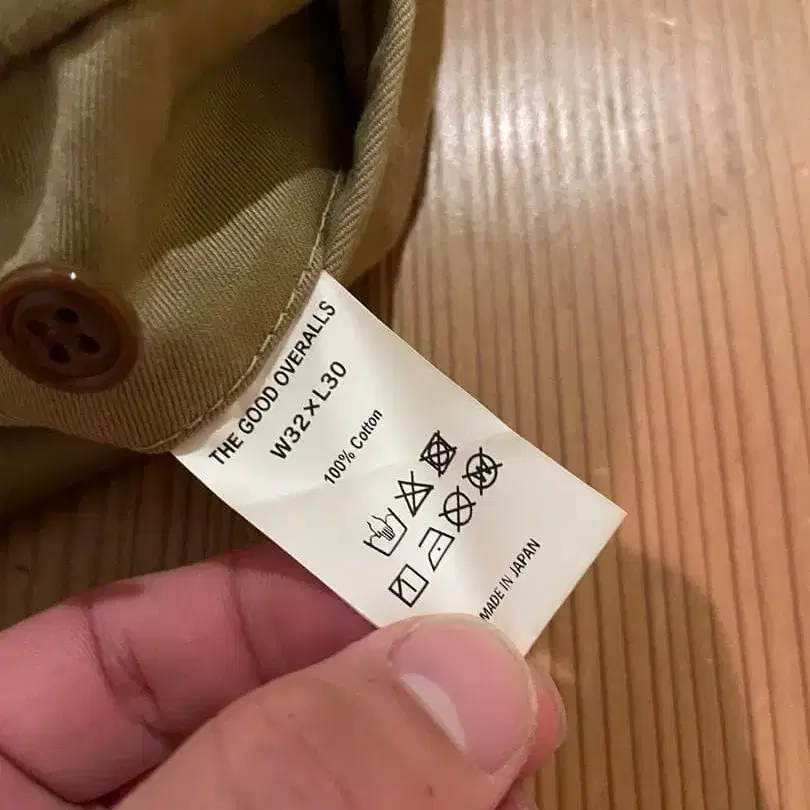 THE GOOD OVERALLS
W32×L30
100% Cotton
MADE IN JAPAN